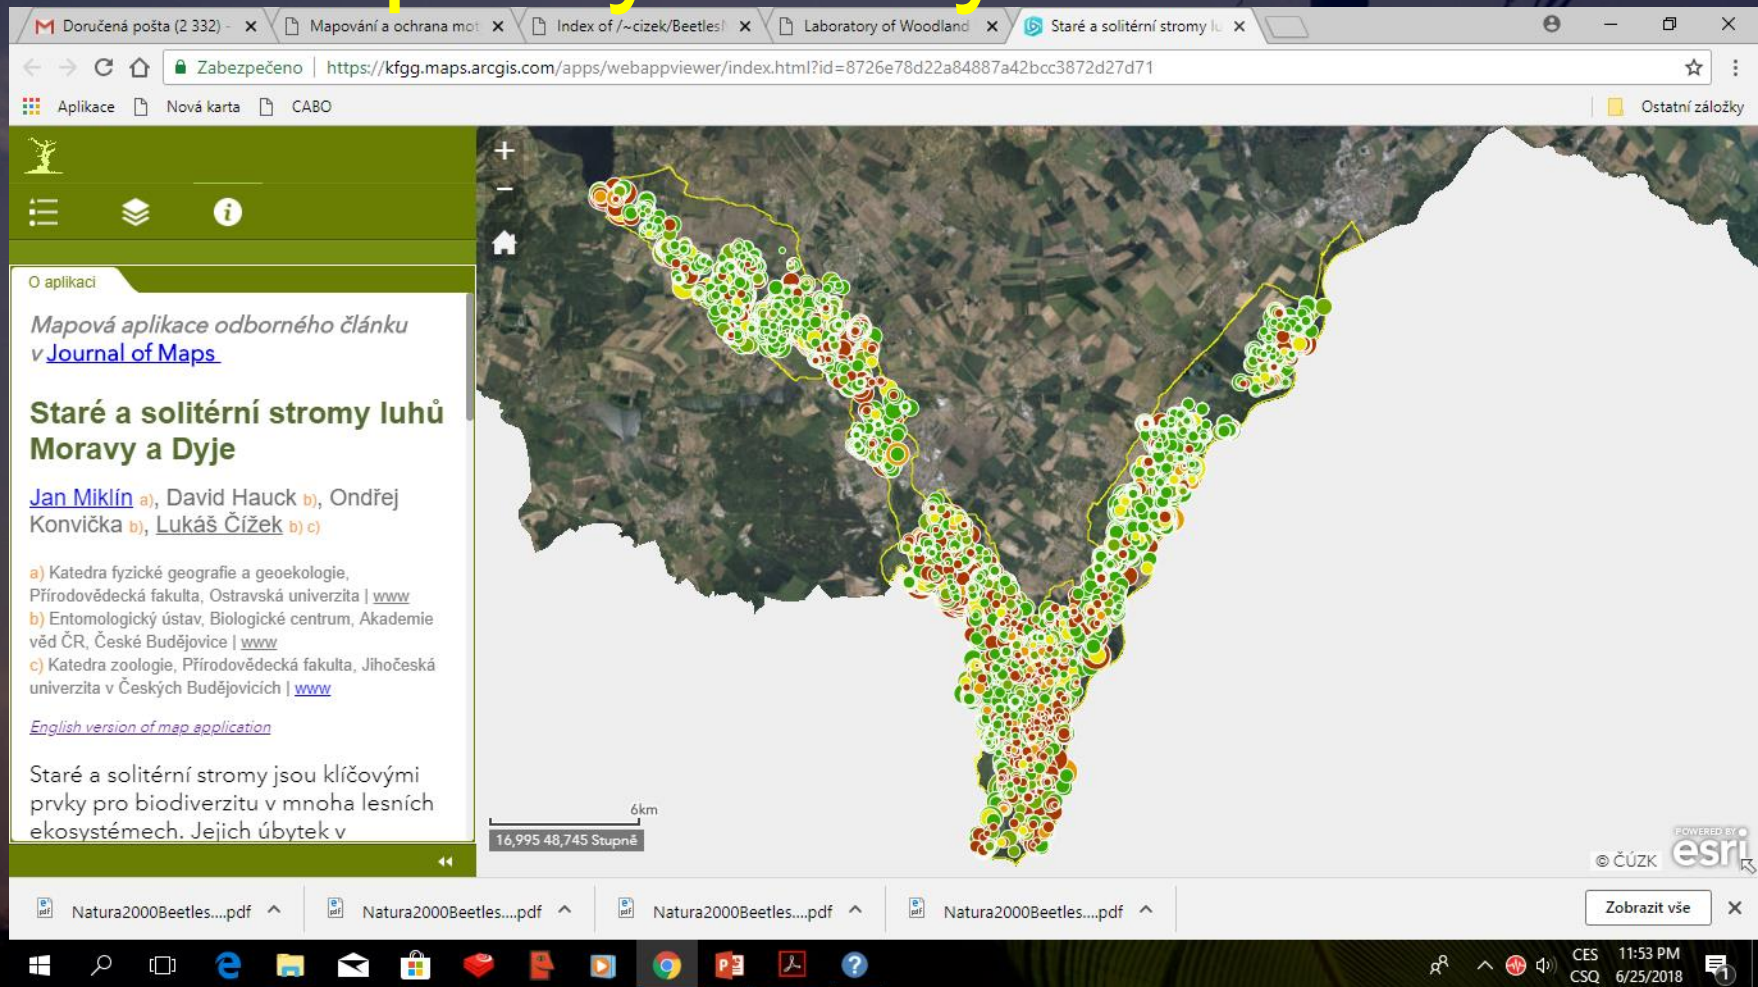 Doručená pošta (2 332) -
Mapování a ochrana mot
Index of /~cizek/Beetles
Laboratory of Woodland
Staré a solitérní stromy lu
Zabezpečeno
https://kfgg.maps.arcgis.com/apps/webappviewer/index.html?id=8726e78d22a84887a42bcc3872d27d71
Aplikace
Nová karta
CABO
Ostatní záložky
O aplikaci
Mapová aplikace odborného článku
v Journal of Maps
Staré a solitérní stromy luhů
Moravy a Dyje
Jan Miklín a), David Hauck b), Ondřej
Konvička b), Lukáš Čížek b) c)
a) Katedra fyzické geografie a geoekologie,
Přírodovědecká fakulta, Ostravská univerzita | www
b) Entomologický ústav, Biologické centrum, Akademie
věd ČR, České Budějovice | www
c) Katedra zoologie, Přírodovědecká fakulta, Jihočeská
univerzita v Českých Budějovicích | www
English version of map application
Staré a solitérní stromy jsou klíčovými
prvky pro biodiverzitu v mnoha lesních
ekosystémech. Jejich úbytek v
6km
16,995 48,745 Stupně
© ČÚZK
POWERED BY
esri
Natura2000Beetles....pdf
Natura2000Beetles....pdf
Natura2000Beetles....pdf
Natura2000Beetles....pdf
Zobrazit vše
CES
CSQ
11:53 PM
6/25/2018
1